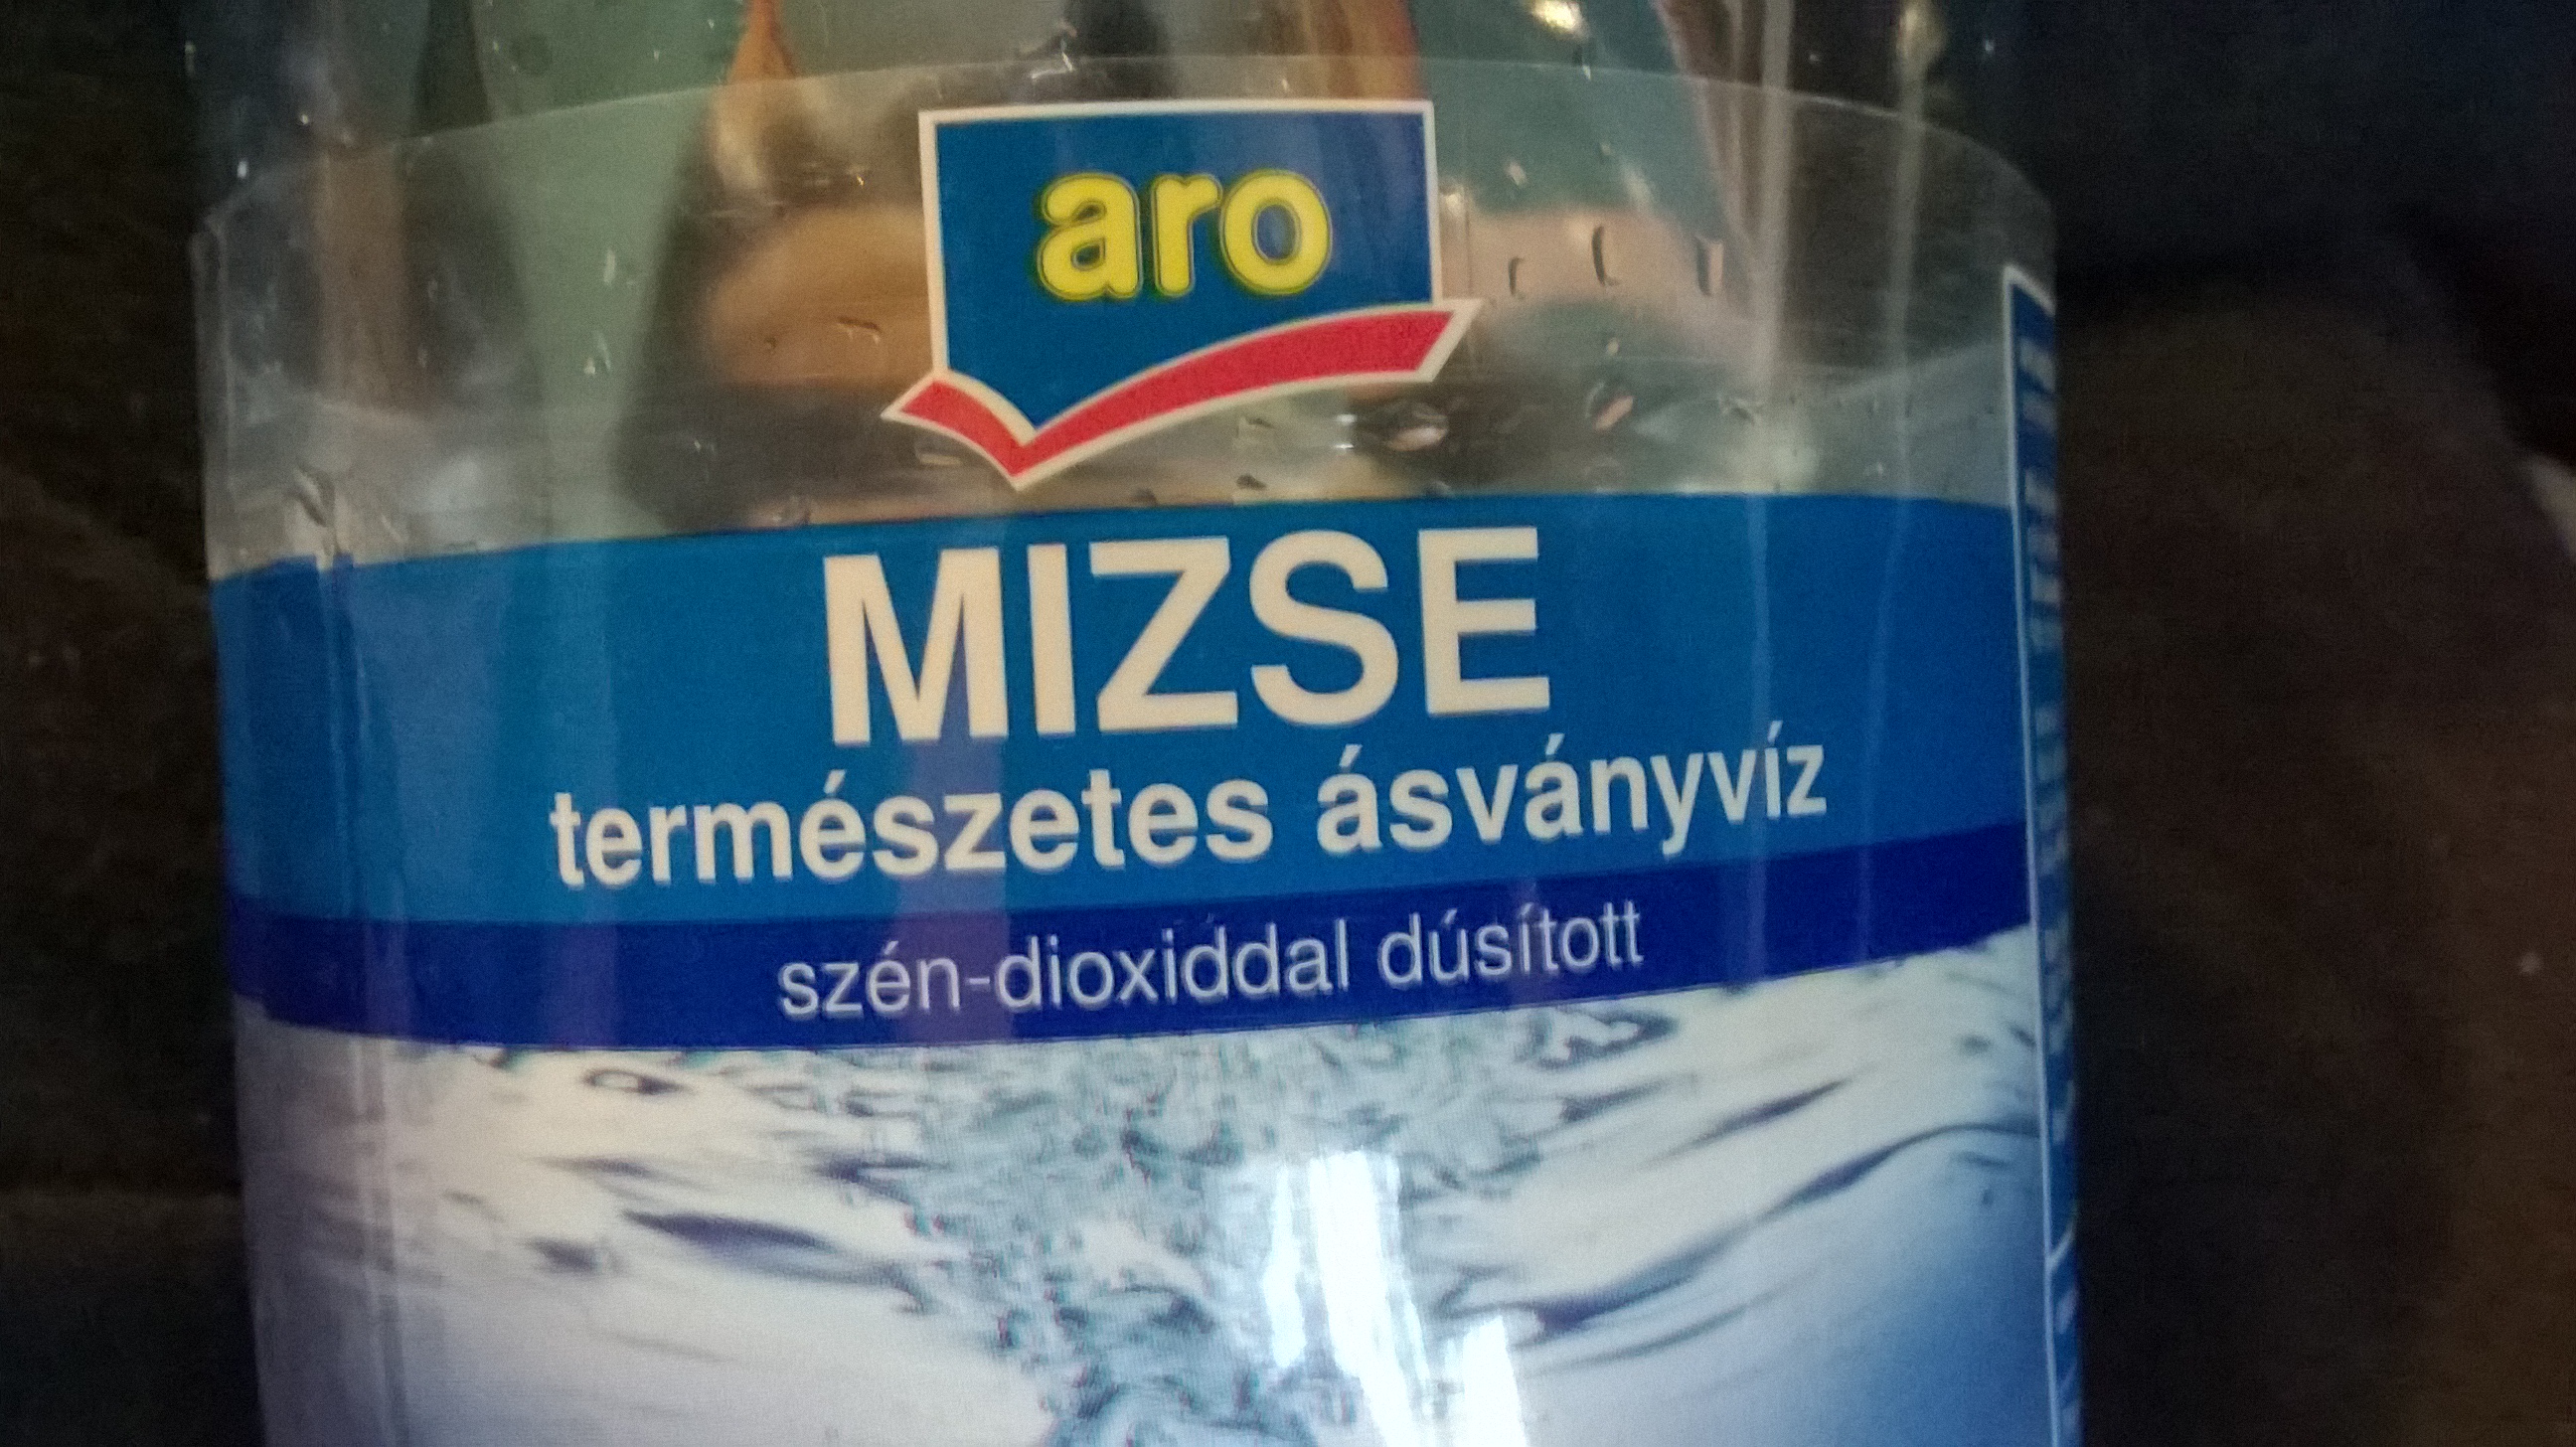 aro
MIZSE
természetes ásványvíz
szén-dioxiddal dúsított